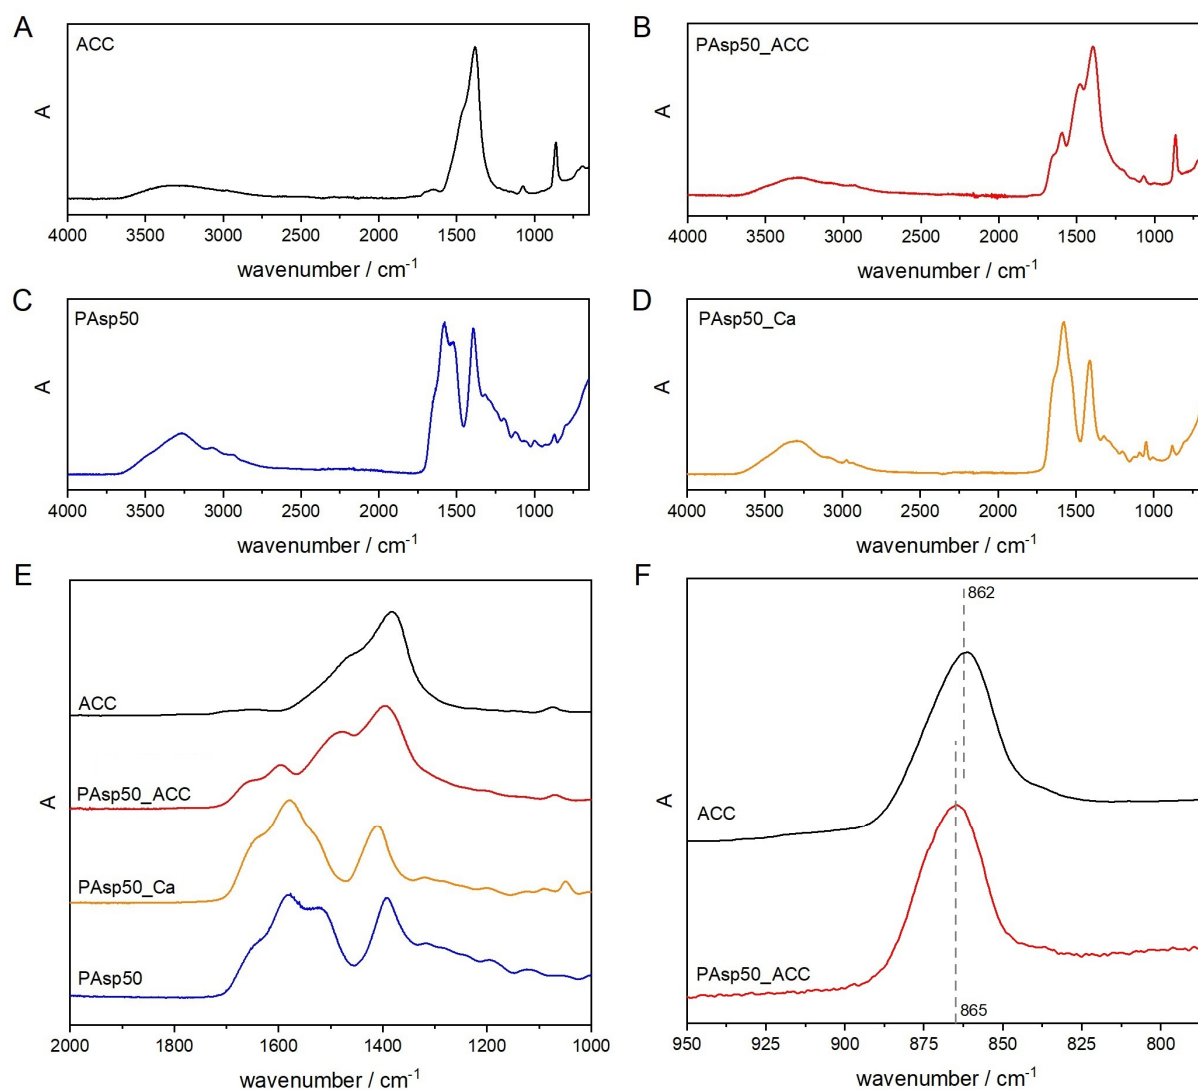 A
ACC
A
4000 3500 3000 2500 2000 1500 1000
wavenumber / cm⁻¹
B
PAsp50_ACC
A
4000 3500 3000 2500 2000 1500 1000
wavenumber / cm⁻¹
C
PAsp50
A
4000 3500 3000 2500 2000 1500 1000
wavenumber / cm⁻¹
D
PAsp50_Ca
A
4000 3500 3000 2500 2000 1500 1000
wavenumber / cm⁻¹
E
ACC
PAsp50_ACC
PAsp50_Ca
PAsp50
A
2000 1800 1600 1400 1200 1000
wavenumber / cm⁻¹
F
862
ACC
PAsp50_ACC
865
A
950 925 900 875 850 825 800
wavenumber / cm⁻¹